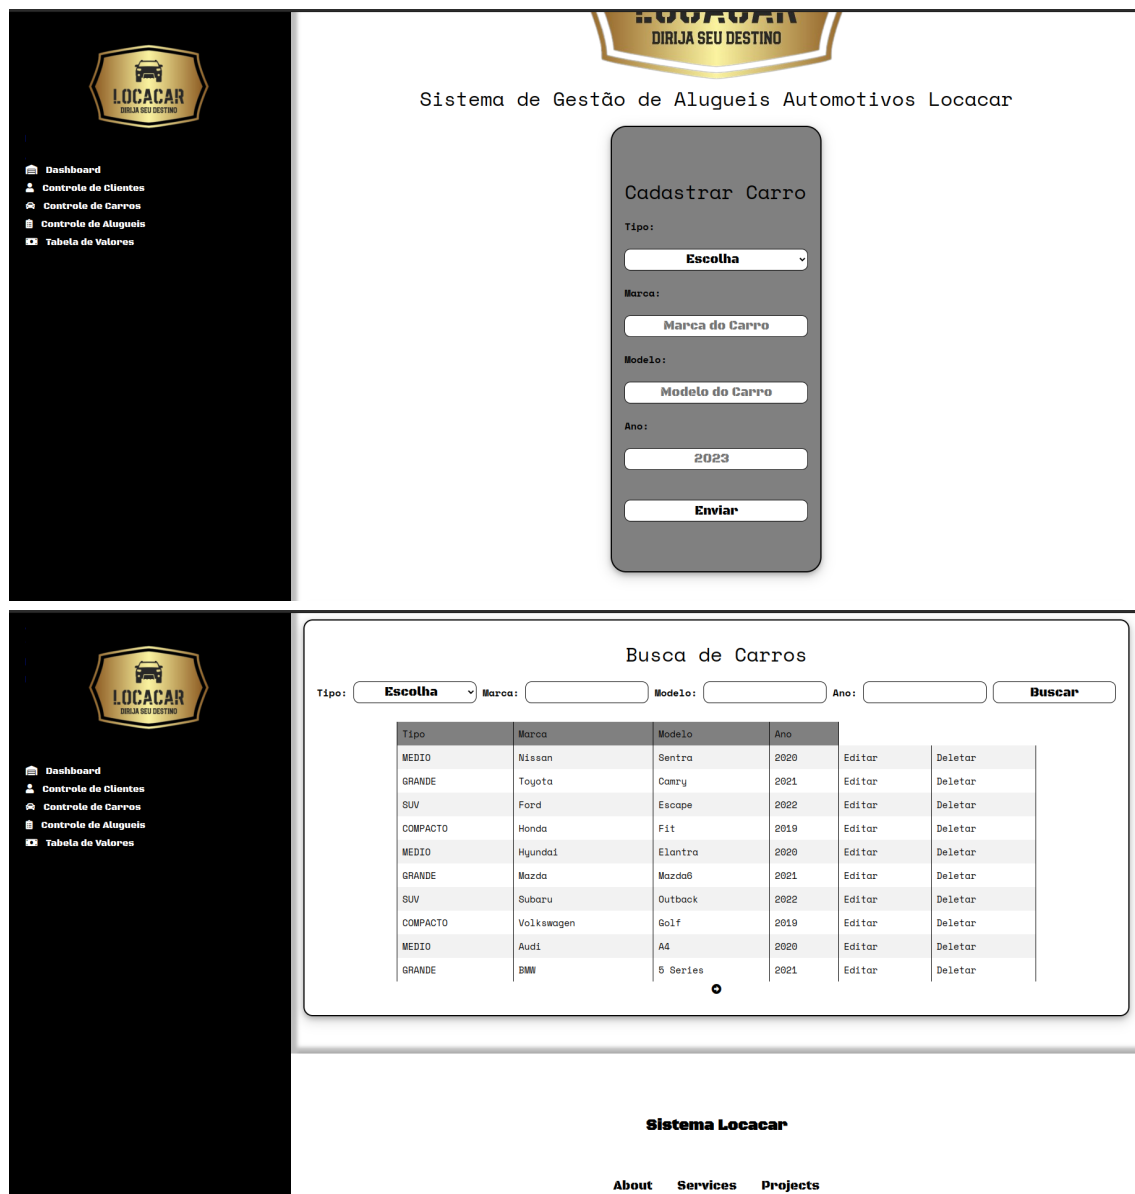 LOCACAR
DIRIJA SEU DESTINO
Dashboard
Controle de Clientes
Controle de Carros
Controle de Alugueis
Tabela de Valores
LOCACAR
DIRIJA SEU DESTINO
Sistema de Gestão de Alugueis Automotivos Locacar
Cadastrar Carro
Tipo:
Escolha
Marca:
Marca do Carro
Modelo:
Modelo do Carro
Ano:
2023
Enviar
LOCACAR
DIRIJA SEU DESTINO
Dashboard
Controle de Clientes
Controle de Carros
Controle de Alugueis
Tabela de Valores
Busca de Carros
Tipo: Escolha Marca: Modelo: Ano: Buscar
Tipo Marca Modelo Ano
MEDIO Nissan Sentra 2020 Editar Deletar
GRANDE Toyota Camry 2021 Editar Deletar
SUV Ford Escape 2022 Editar Deletar
COMPACTO Honda Fit 2019 Editar Deletar
MEDIO Hyundai Elantra 2020 Editar Deletar
GRANDE Mazda Mazda6 2021 Editar Deletar
SUV Subaru Outback 2022 Editar Deletar
COMPACTO Volkswagen Golf 2019 Editar Deletar
MEDIO Audi A4 2020 Editar Deletar
GRANDE BMW 5 Series 2021 Editar Deletar
Sistema Locacar
About Services Projects